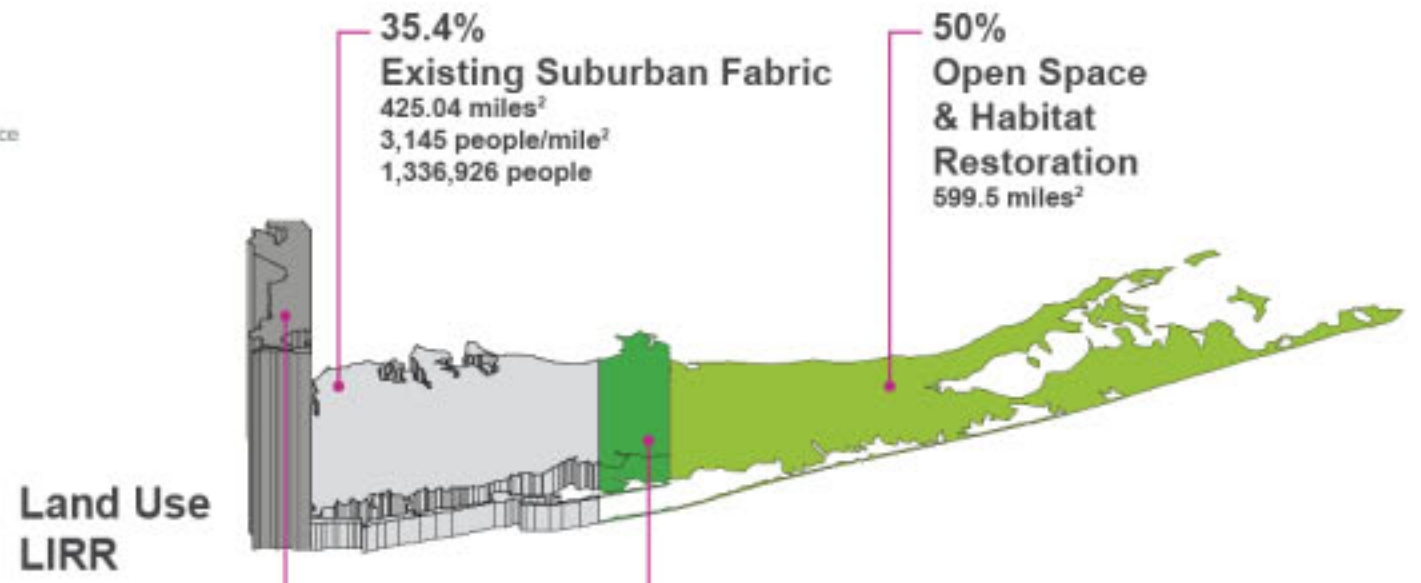 35.4%
Existing Suburban Fabric
425.04 miles²
3,145 people/mile²
1,336,926 people
50%
Open Space
& Habitat
Restoration
599.5 miles²
Land Use
LIRR